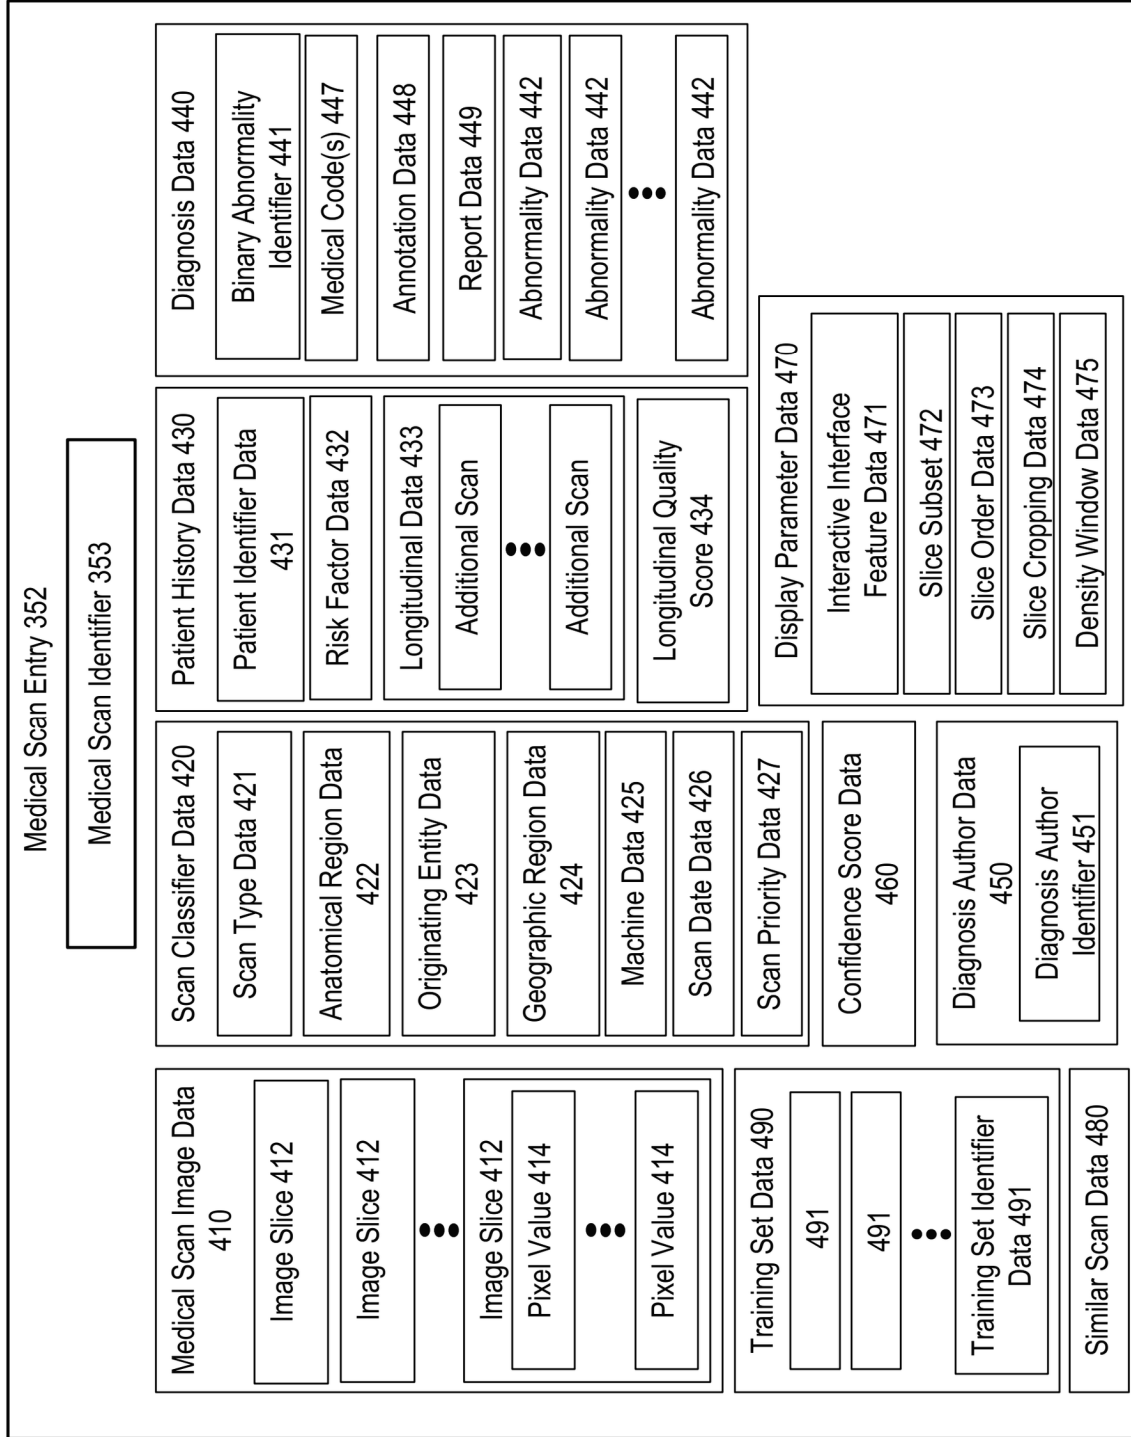 Medical Scan Entry 352
Medical Scan Identifier 353
Medical Scan Image Data
410
Image Slice 412
Image Slice 412
Image Slice 412
Pixel Value 414
Pixel Value 414
Training Set Data 490
491
491
Training Set Identifier
Data 491
Similar Scan Data 480
Scan Classifier Data 420
Scan Type Data 421
Anatomical Region Data
422
Originating Entity Data
423
Geographic Region Data
424
Machine Data 425
Scan Date Data 426
Scan Priority Data 427
Confidence Score Data
460
Diagnosis Author Data
450
Diagnosis Author
Identifier 451
Patient History Data 430
Patient Identifier Data
431
Risk Factor Data 432
Longitudinal Data 433
Additional Scan
Additional Scan
Longitudinal Quality
Score 434
Diagnosis Data 440
Binary Abnormality
Identifier 441
Medical Code(s) 447
Annotation Data 448
Report Data 449
Abnormality Data 442
Abnormality Data 442
Abnormality Data 442
Display Parameter Data 470
Interactive Interface
Feature Data 471
Slice Subset 472
Slice Order Data 473
Slice Cropping Data 474
Density Window Data 475